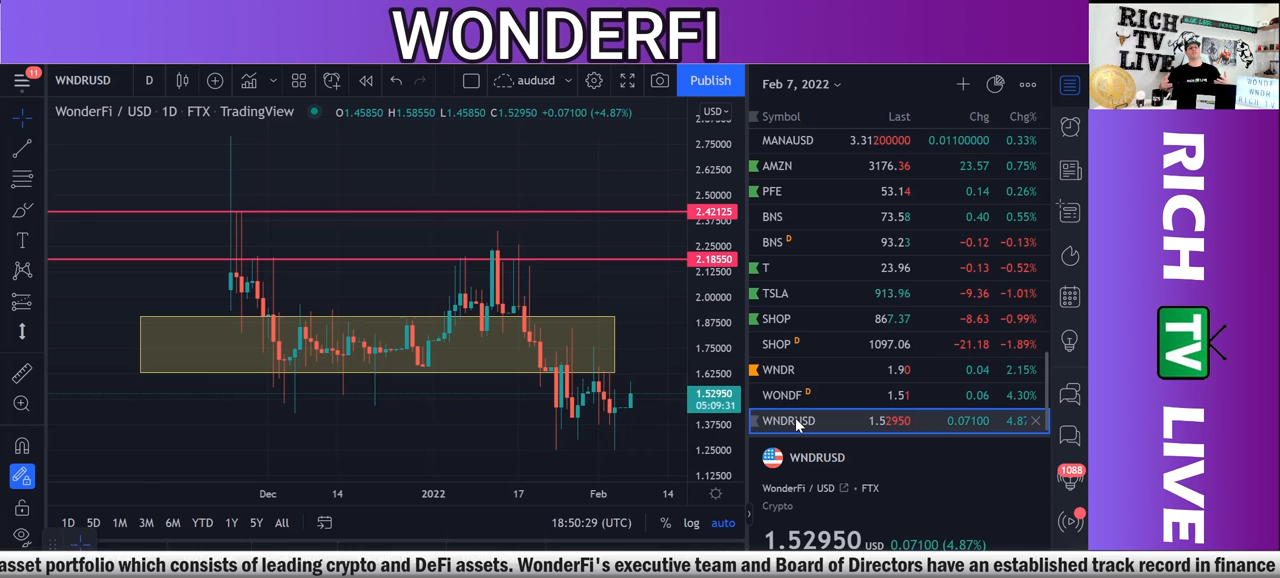 WONDERFI
RICH
TV
LIVE
11
WNDRUSD
D
audusd
Publish
WonderFi / USD · 1D · FTX · TradingView
O1.45850 H1.58550 L1.45850 C1.52950 +0.07100 (+4.87%)
USD
2.75000
2.62500
2.50000
2.42125
2.37500
2.25000
2.18550
2.12500
2.00000
1.87500
1.75000
1.62500
1.52950
05:09:31
1.37500
1.25000
1.12500
Dec
14
2022
17
Feb
14
1D 5D 1M 3M 6M YTD 1Y 5Y All
18:50:29 (UTC)
% log auto
Feb 7, 2022
Symbol Last Chg Chg%
MANAUSD 3.31200000 0.01100000 0.33%
AMZN 3176.36 23.57 0.75%
PFE 53.14 0.14 0.26%
BNS 73.58 0.40 0.55%
BNS D 93.23 −0.12 −0.13%
T 23.96 −0.13 −0.52%
TSLA 913.96 −9.36 −1.01%
SHOP 867.37 −8.63 −0.99%
SHOP D 1097.06 −21.18 −1.89%
WNDR 1.90 0.04 2.15%
WONDF D 1.51 0.06 4.30%
WNDRUSD 1.52950 0.07100 4.87
WNDRUSD
WonderFi / USD · FTX
Crypto
1.52950 USD 0.07100 (4.87%)
1088
RICH
TV
LIVE
asset portfolio which consists of leading crypto and DeFi assets. WonderFi's executive team and Board of Directors have an established track record in finance